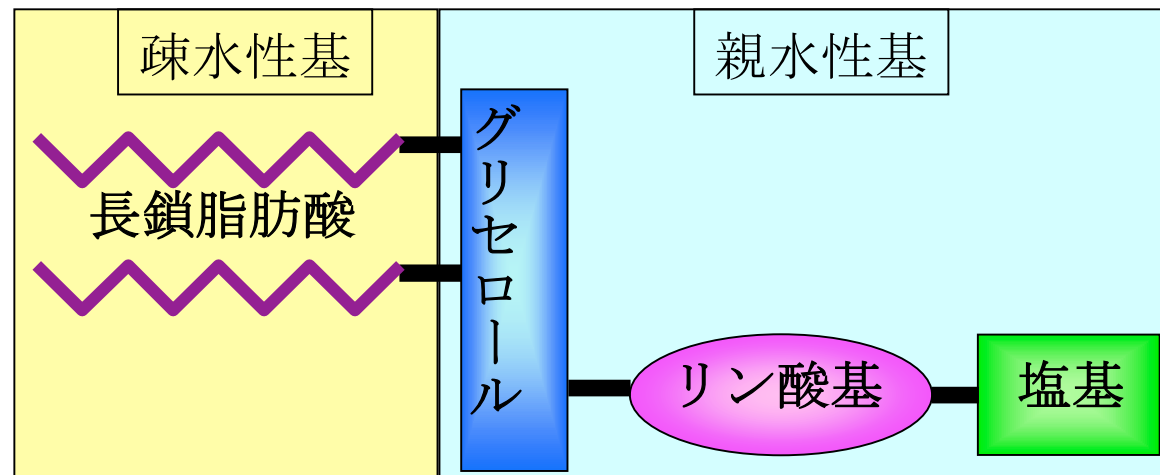 疎水性基
親水性基
グリセロール
長鎖脂肪酸
リン酸基
塩基